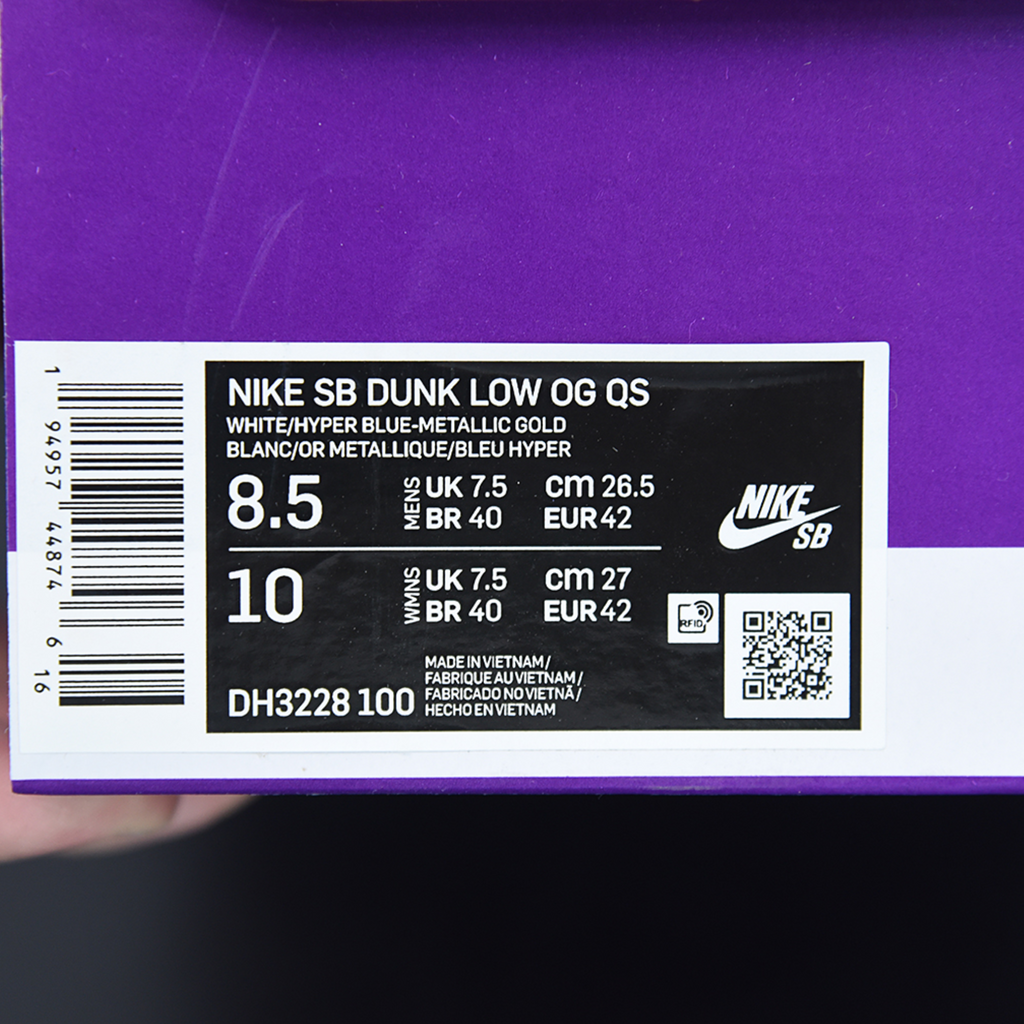 NIKE SB DUNK LOW OG QS
WHITE/HYPER BLUE-METALLIC GOLD
BLANC/OR METALLIQUE/BLEU HYPER
8.5
MENS
UK 7.5 cm 26.5
BR 40 EUR 42
10
WMNS
UK 7.5 cm 27
BR 40 EUR 42
NIKE
SB
RFID
DH3228 100
MADE IN VIETNAM/
FABRIQUE AU VIETNAM/
FABRICADO NO VIETNÃ/
HECHO EN VIETNAM
1 94957 44874 6 16